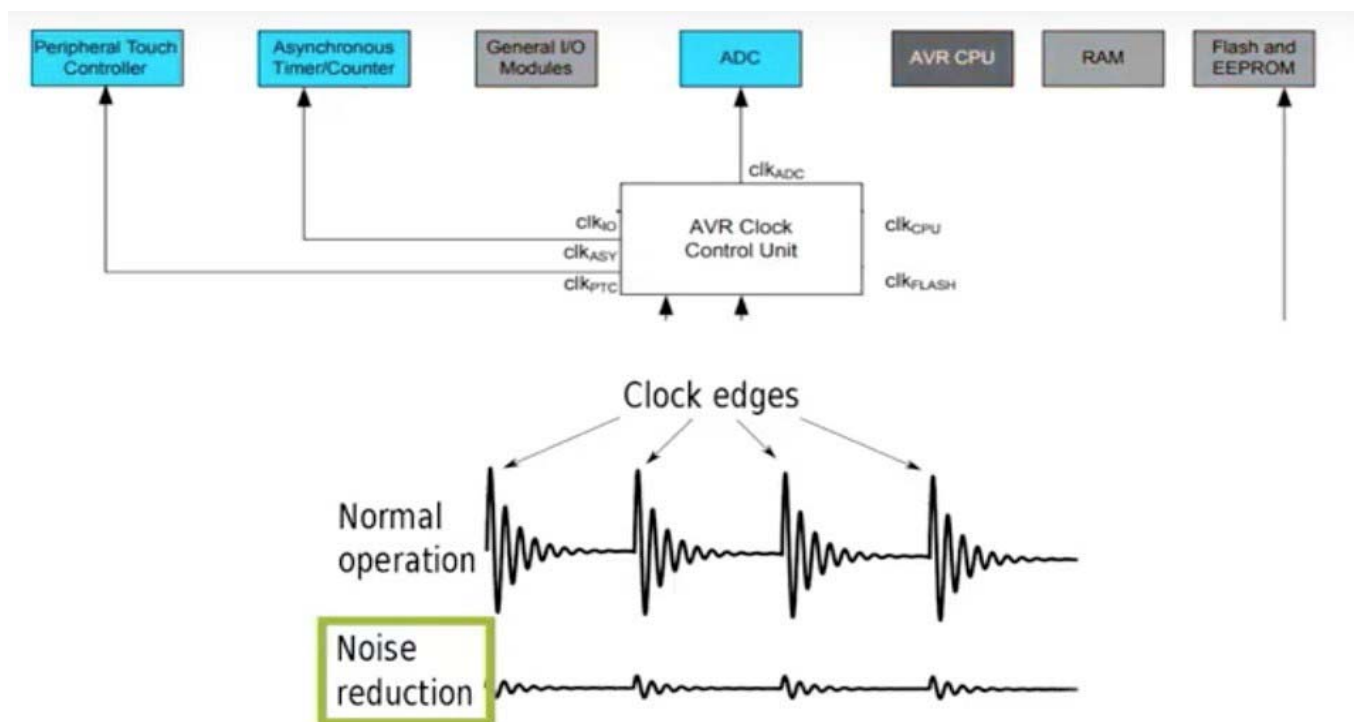 Peripheral Touch
Controller
Asynchronous
Timer/Counter
General I/O
Modules
ADC
AVR CPU
RAM
Flash and
EEPROM
clkADC
clkIO
clkASY
clkPTC
AVR Clock
Control Unit
clkCPU
clkFLASH
Clock edges
Normal
operation
Noise
reduction